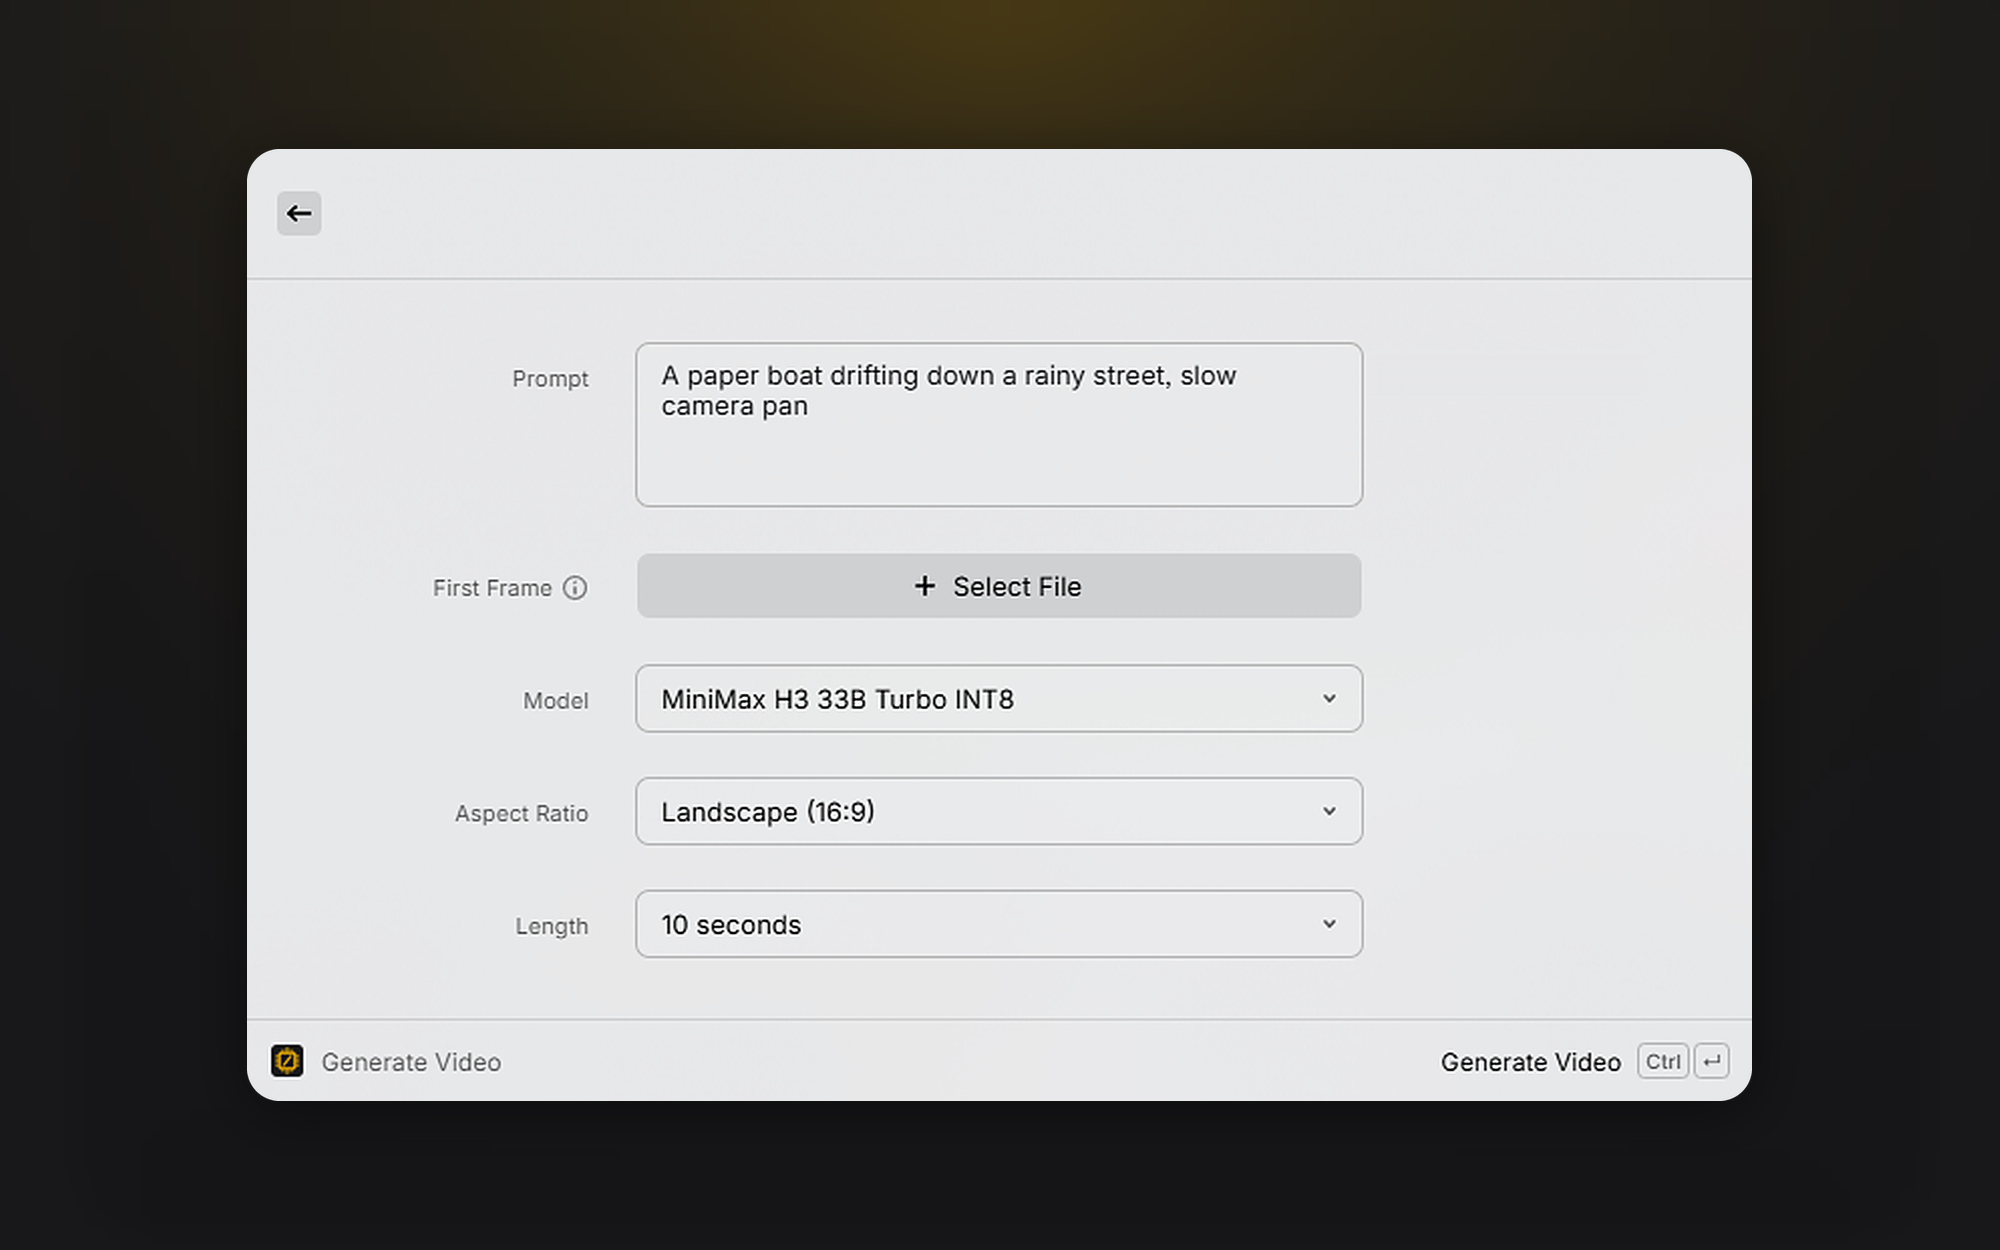 Prompt
A paper boat drifting down a rainy street, slow
camera pan
First Frame
+ Select File
Model
MiniMax H3 33B Turbo INT8
Aspect Ratio
Landscape (16:9)
Length
10 seconds
Generate Video
Generate Video Ctrl ↵